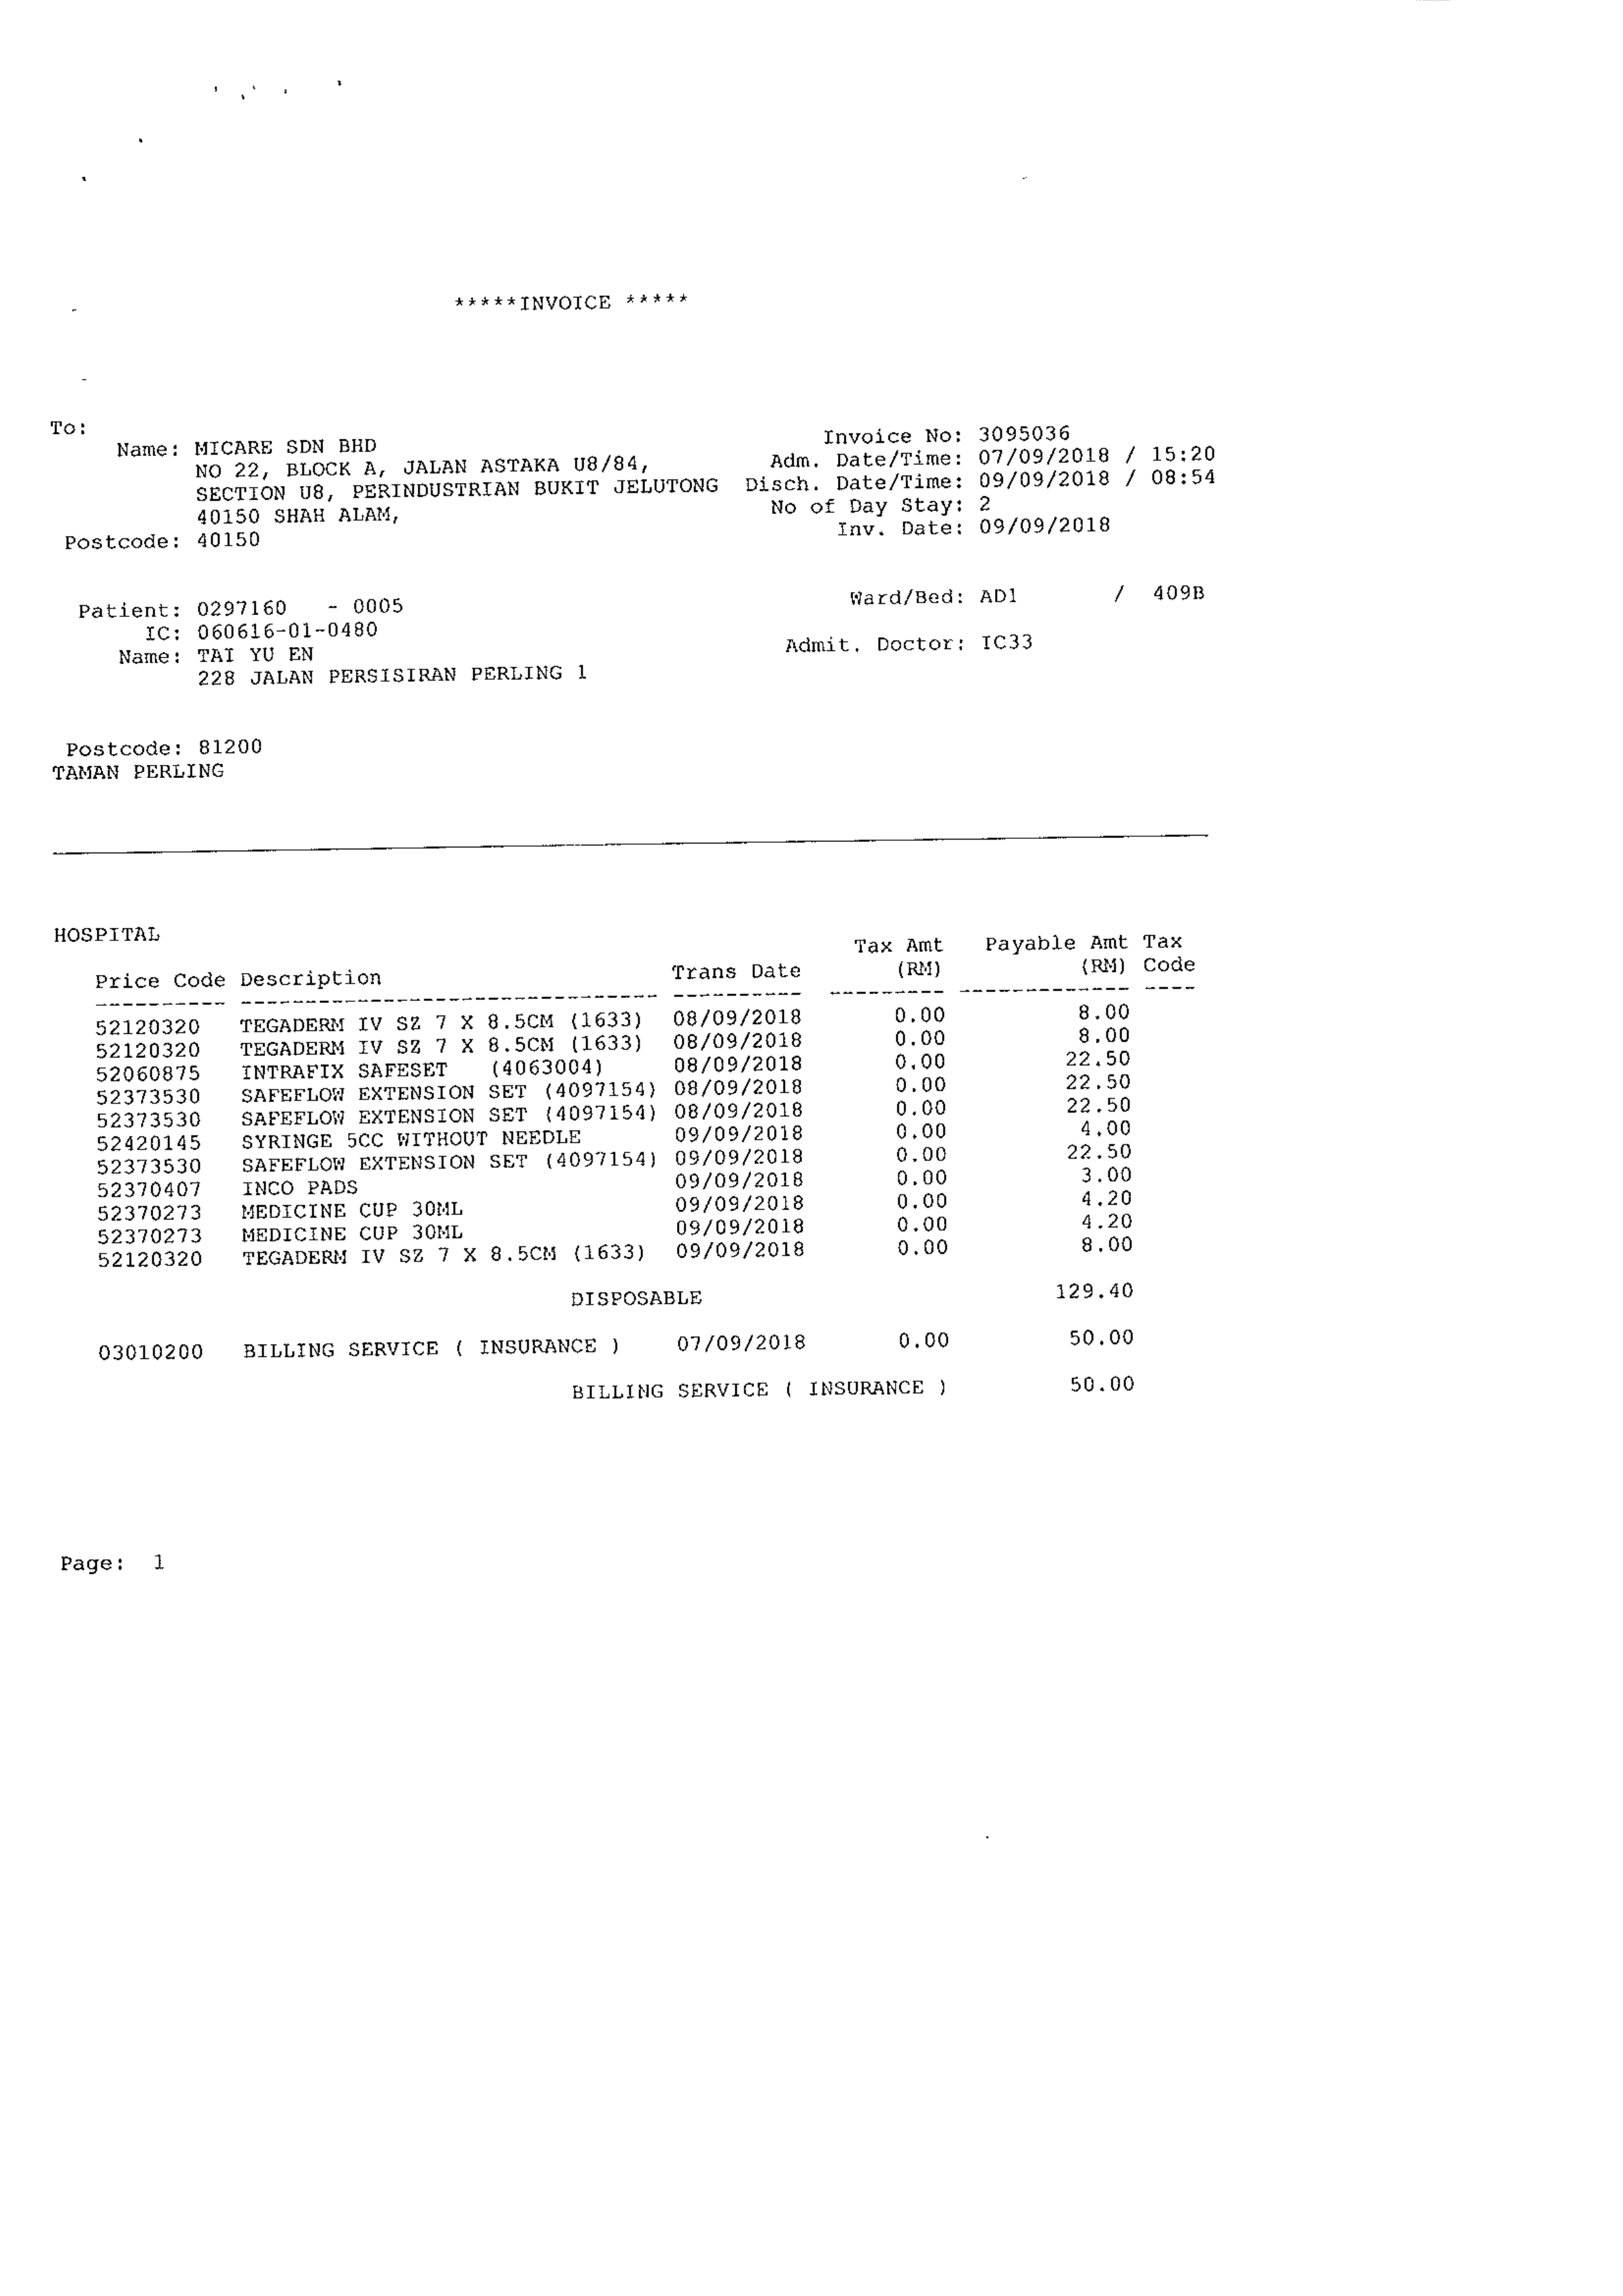 *****INVOICE *****
To:
Name: MICARE SDN BHD
NO 22, BLOCK A, JALAN ASTAKA U8/84,
SECTION U8, PERINDUSTRIAN BUKIT JELUTONG
40150 SHAH ALAM,
Postcode: 40150
Invoice No: 3095036
Adm. Date/Time: 07/09/2018 / 15:20
Disch. Date/Time: 09/09/2018 / 08:54
No of Day Stay: 2
Inv. Date: 09/09/2018
Patient: 0297160 - 0005
IC: 060616-01-0480
Name: TAI YU EN
228 JALAN PERSISIRAN PERLING 1
Ward/Bed: AD1 / 409B
Admit. Doctor: IC33
Postcode: 81200
TAMAN PERLING
HOSPITAL
Tax Amt Payable Amt Tax
Price Code Description Trans Date (RM) (RM) Code
52120320 TEGADERM IV SZ 7 X 8.5CM (1633) 08/09/2018 0.00 8.00
52120320 TEGADERM IV SZ 7 X 8.5CM (1633) 08/09/2018 0.00 8.00
52060875 INTRAFIX SAFESET (4063004) 08/09/2018 0.00 22.50
52373530 SAFEFLOW EXTENSION SET (4097154) 08/09/2018 0.00 22.50
52373530 SAFEFLOW EXTENSION SET (4097154) 08/09/2018 0.00 22.50
52420145 SYRINGE 5CC WITHOUT NEEDLE 09/09/2018 0.00 4.00
52373530 SAFEFLOW EXTENSION SET (4097154) 09/09/2018 0.00 22.50
52370407 INCO PADS 09/09/2018 0.00 3.00
52370273 MEDICINE CUP 30ML 09/09/2018 0.00 4.20
52370273 MEDICINE CUP 30ML 09/09/2018 0.00 4.20
52120320 TEGADERM IV SZ 7 X 8.5CM (1633) 09/09/2018 0.00 8.00
DISPOSABLE 129.40
03010200 BILLING SERVICE ( INSURANCE ) 07/09/2018 0.00 50.00
BILLING SERVICE ( INSURANCE ) 50.00
Page: 1